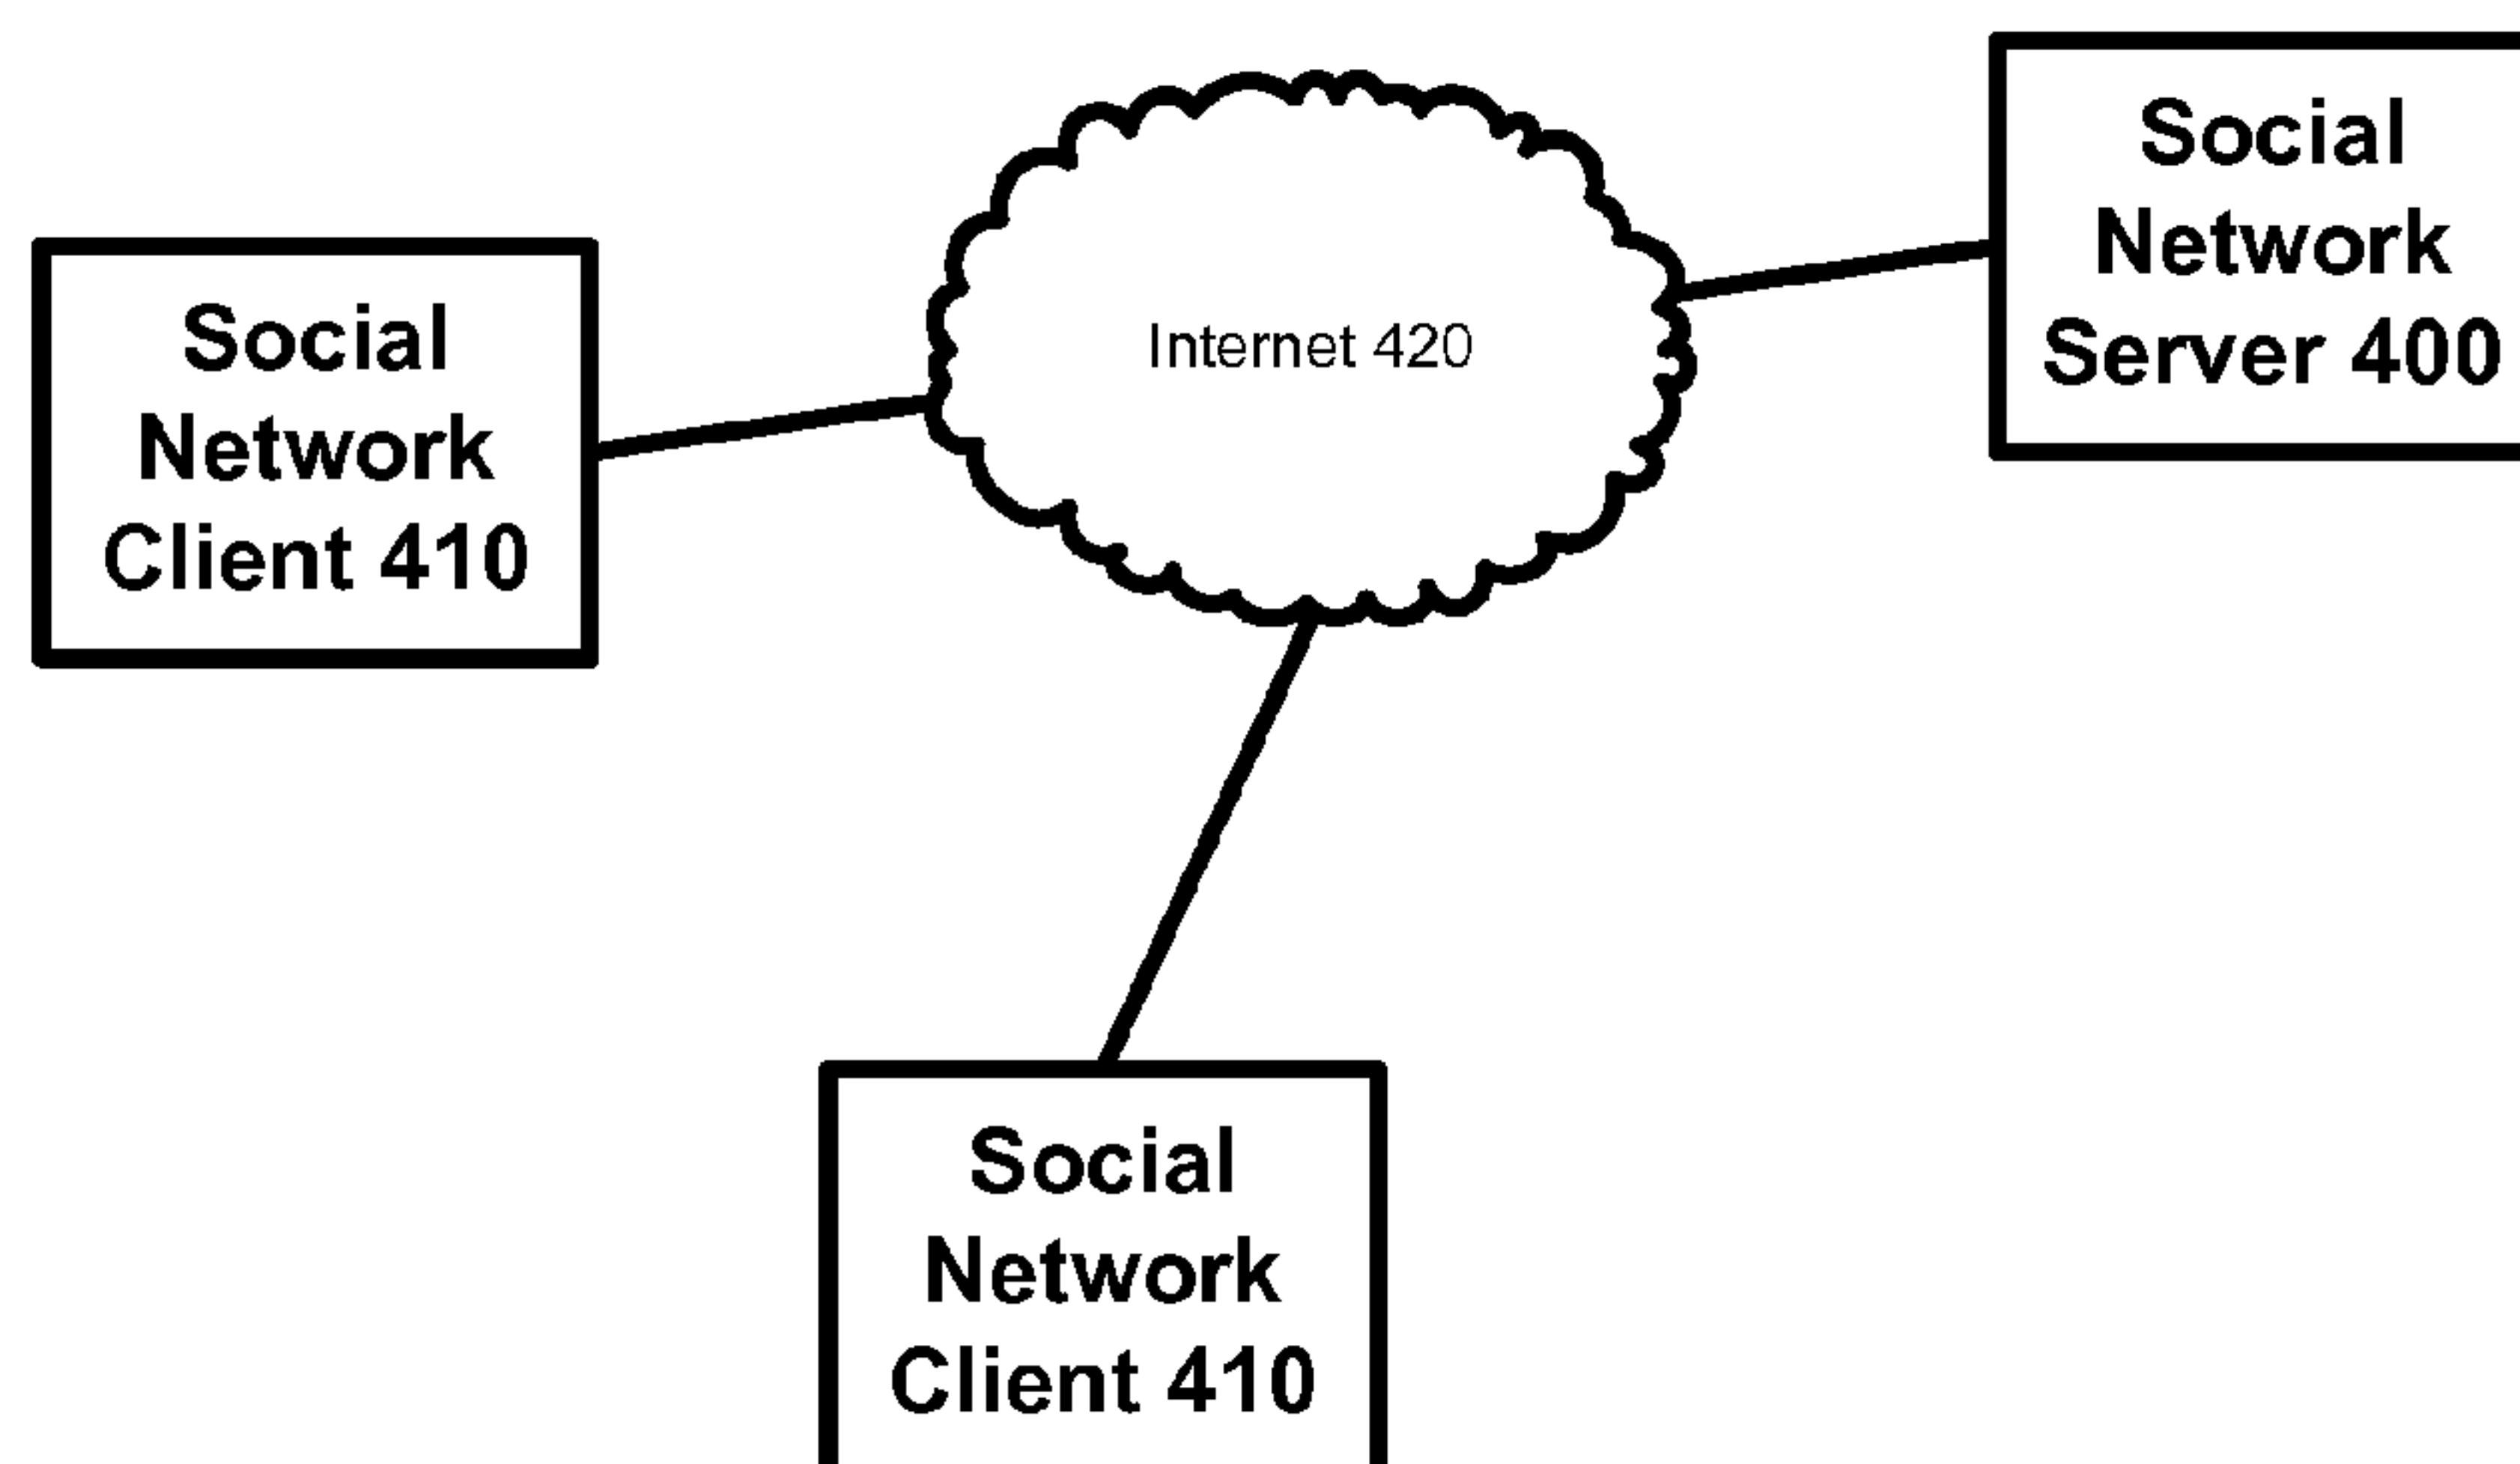 Social
Network
Client 410
Internet 420
Social
Network
Server 400
Social
Network
Client 410